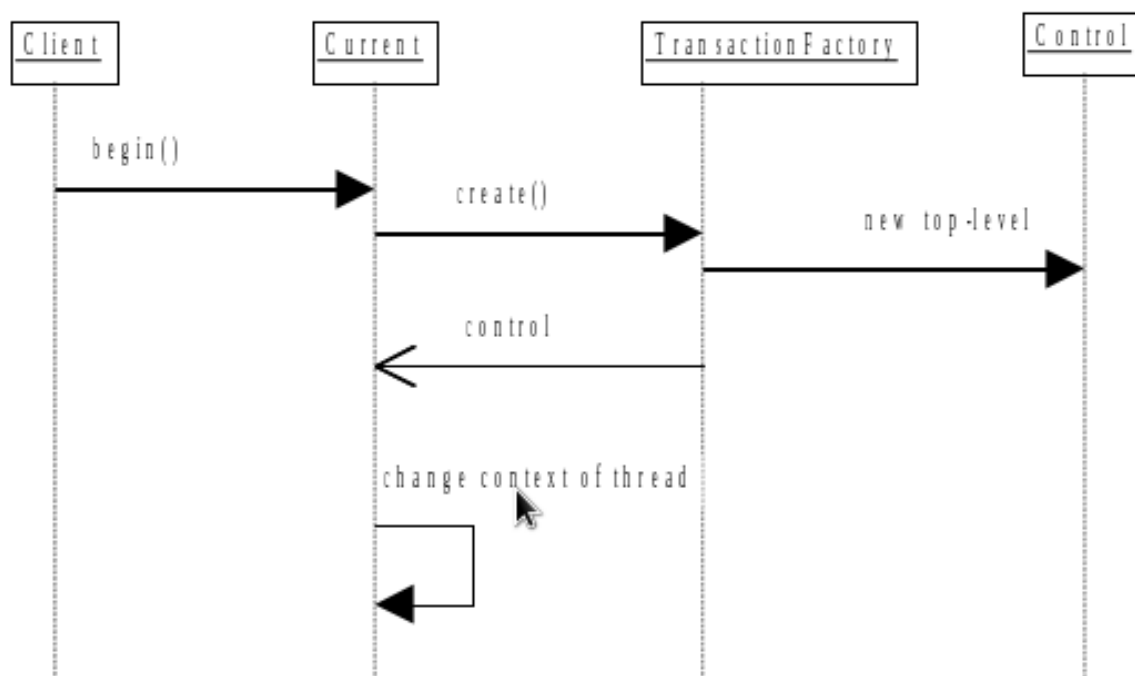 Client
Current
TransactionFactory
Control
begin()
create()
new top-level
control
change context of thread